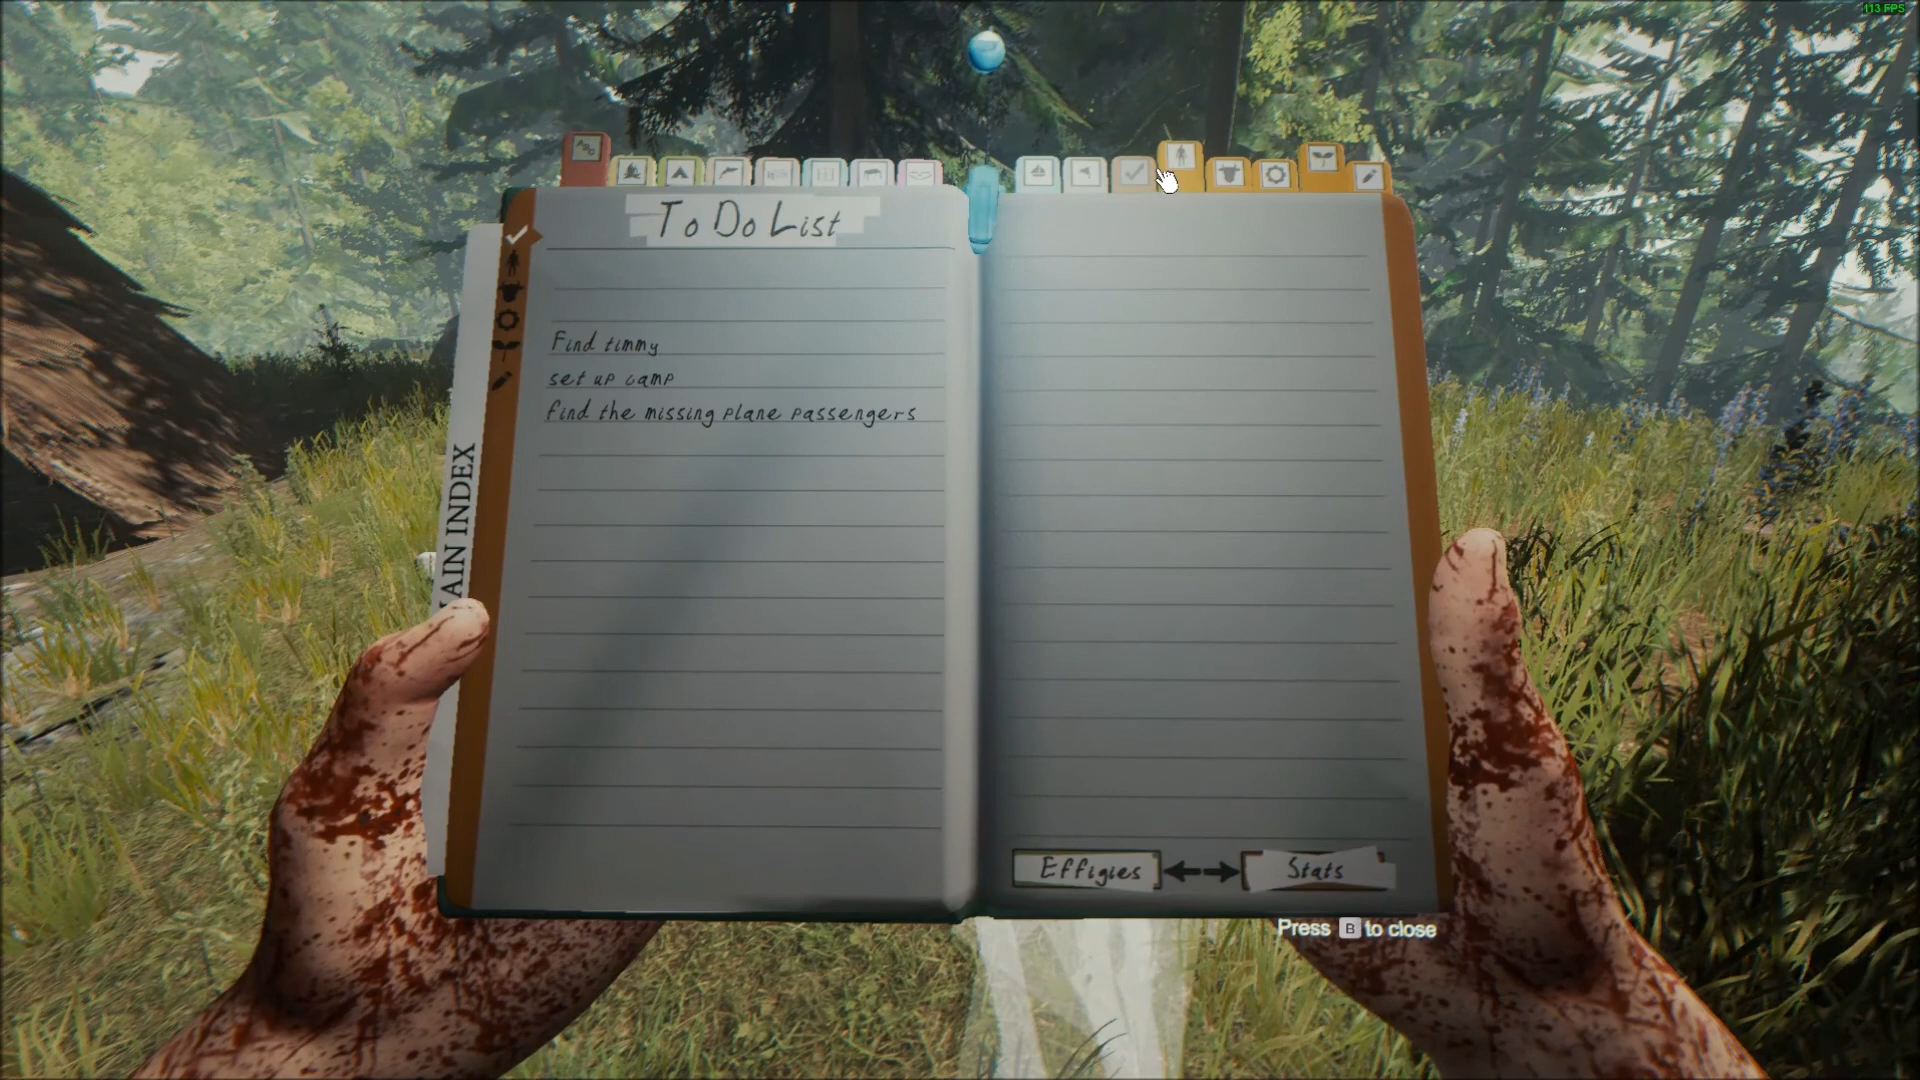 113 FPS
To Do List
Find timmy
set up camp
find the missing plane passengers
AIN INDEX
Effigies
Stats
Press B to close